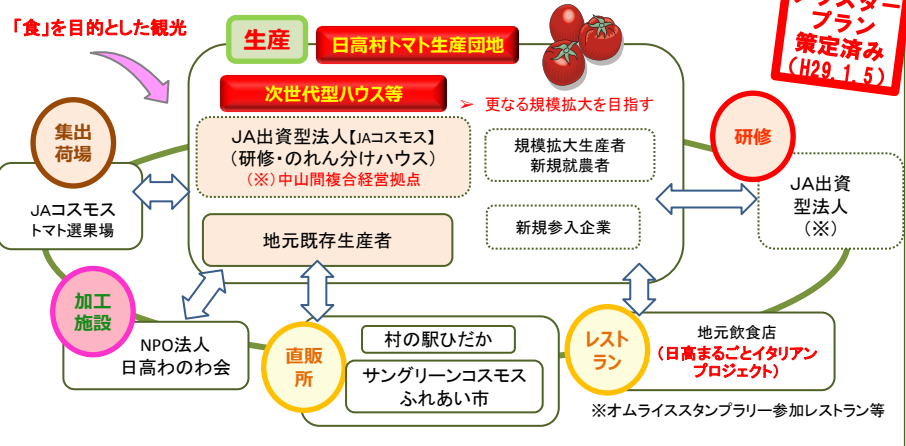 「食」を目的とした観光
生産
日高村トマト生産団地
プラン
策定済み
（H29.1.5）
次世代型ハウス等
➢ 更なる規模拡大を目指す
集出
荷場
JAコスモス
トマト選果場
JA出資型法人【JAコスモス】
（研修・のれん分けハウス）
（※）中山間複合経営拠点
規模拡大生産者
新規就農者
地元既存生産者
新規参入企業
研修
JA出資
型法人
（※）
加工
施設
NPO法人
日高わのわ会
直販
所
村の駅ひだか
サングリーンコスモス
ふれあい市
レスト
ラン
地元飲食店
（日高まるごとイタリアン
プロジェクト）
※オムライススタンプラリー参加レストラン等